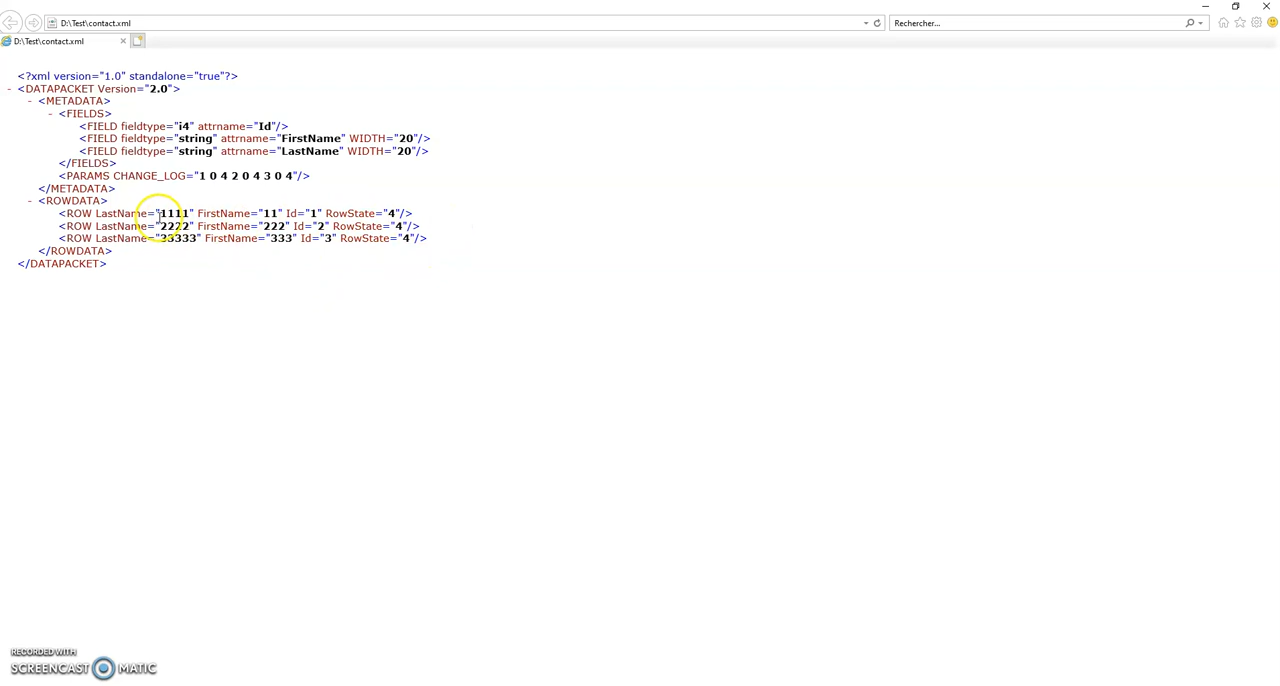 D:\Test\contact.xml
Rechercher...
D:\Test\contact.xml
<?xml version="1.0" standalone="true"?>
- <DATAPACKET Version="2.0">
- <METADATA>
- <FIELDS>
<FIELD fieldtype="i4" attrname="Id"/>
<FIELD fieldtype="string" attrname="FirstName" WIDTH="20"/>
<FIELD fieldtype="string" attrname="LastName" WIDTH="20"/>
</FIELDS>
<PARAMS CHANGE_LOG="1 0 4 2 0 4 3 0 4"/>
</METADATA>
- <ROWDATA>
<ROW LastName="1111" FirstName="11" Id="1" RowState="4"/>
<ROW LastName="2222" FirstName="222" Id="2" RowState="4"/>
<ROW LastName="33333" FirstName="333" Id="3" RowState="4"/>
</ROWDATA>
</DATAPACKET>
RECORDED WITH
SCREENCAST MATIC